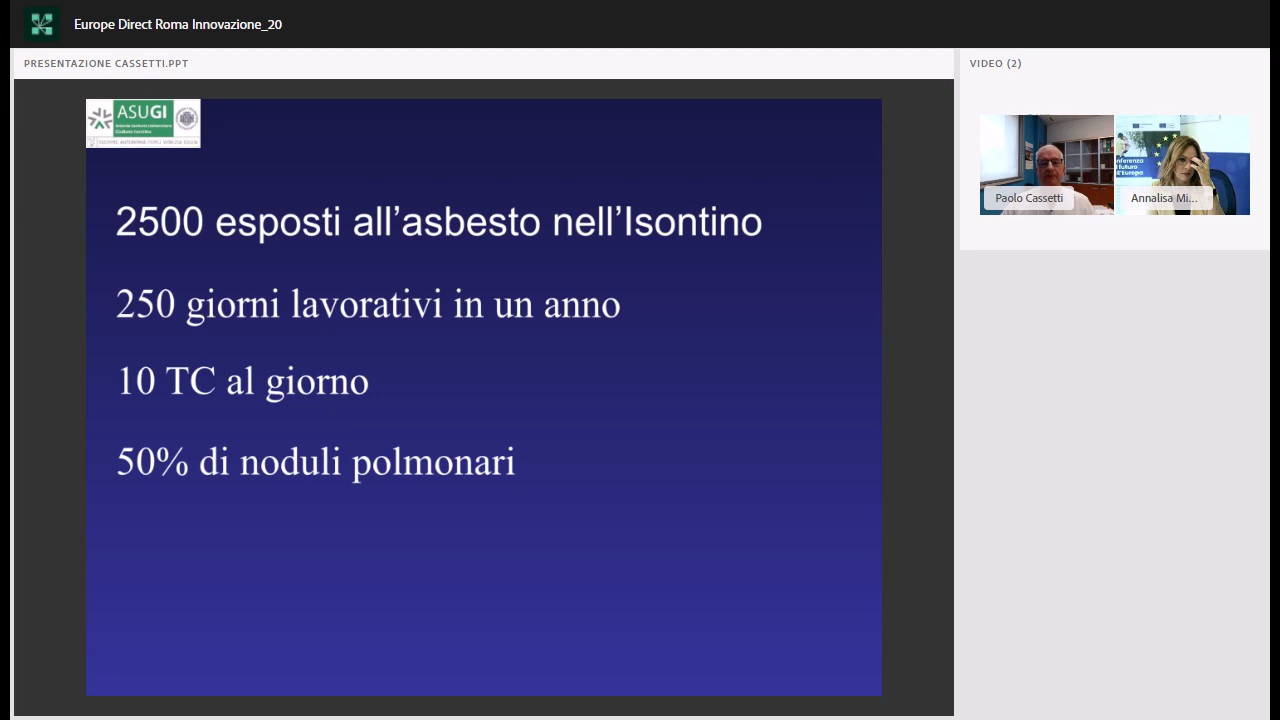 Europe Direct Roma Innovazione_20
PRESENTAZIONE CASSETTI.PPT
VIDEO (2)
ASUGI
2500 esposti all’asbesto nell’Isontino
250 giorni lavorativi in un anno
10 TC al giorno
50% di noduli polmonari
Paolo Cassetti
Annalisa Mi...